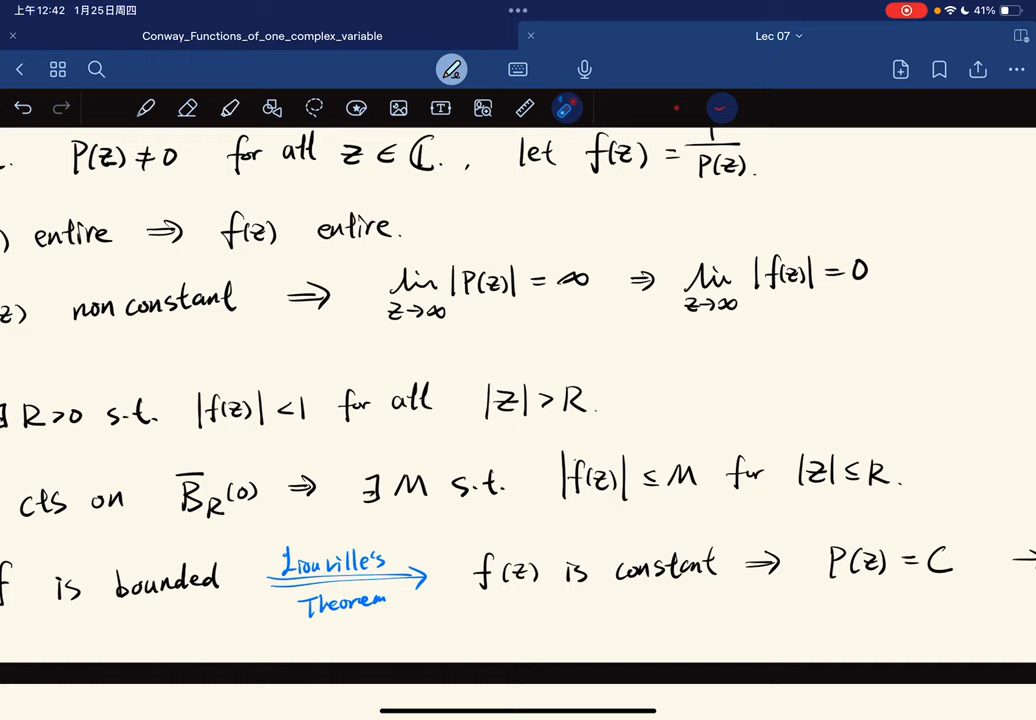 上午12:42 1月25日周四
41%
Conway_Functions_of_one_complex_variable
Lec 07
P(z) ≠ 0 for all z ∈ ℂ., let f(z) = 1/P(z).
) entire ⇒ f(z) entire.
z) nonconstant ⇒ lim z→∞ |P(z)| = ∞ ⇒ lim z→∞ |f(z)| = 0
∃ R>0 s.t. |f(z)| <1 for all |z| > R.
cts on B̅_R(0) ⇒ ∃ M s.t. |f(z)| ≤ M for |z| ≤ R.
f is bounded Liouville's Theorem ⇒ f(z) is constant ⇒ P(z) = C →